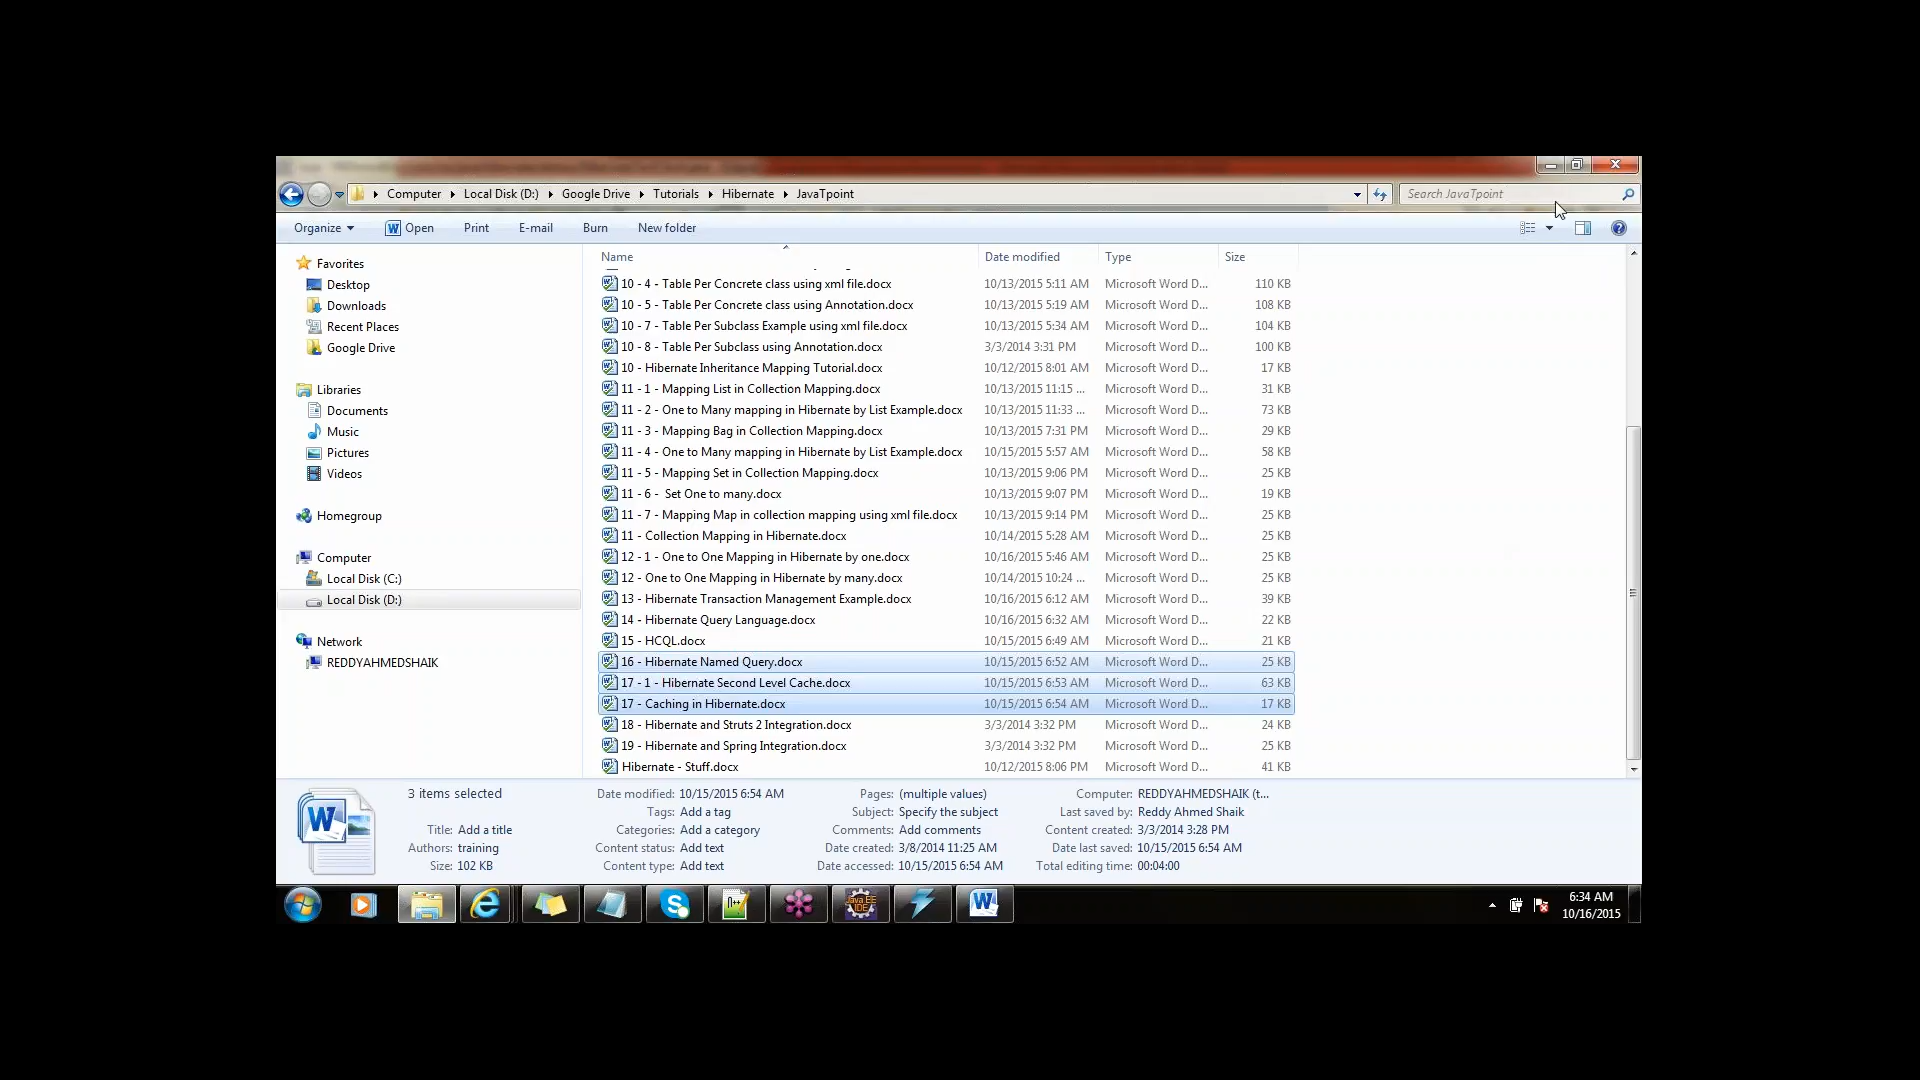 Computer Local Disk (D:) Google Drive Tutorials Hibernate JavaTpoint Search JavaTpoint
Organize Open Print E-mail Burn New folder
Favorites
Desktop
Downloads
Recent Places
Google Drive
Libraries
Documents
Music
Pictures
Videos
Homegroup
Computer
Local Disk (C:)
Local Disk (D:)
Network
REDDYAHMEDSHAIK
Name Date modified Type Size
10 - 4 - Table Per Concrete class using xml file.docx 10/13/2015 5:11 AM Microsoft Word D... 110 KB
10 - 5 - Table Per Concrete class using Annotation.docx 10/13/2015 5:19 AM Microsoft Word D... 108 KB
10 - 7 - Table Per Subclass Example using xml file.docx 10/13/2015 5:34 AM Microsoft Word D... 104 KB
10 - 8 - Table Per Subclass using Annotation.docx 3/3/2014 3:31 PM Microsoft Word D... 100 KB
10 - Hibernate Inheritance Mapping Tutorial.docx 10/12/2015 8:01 AM Microsoft Word D... 17 KB
11 - 1 - Mapping List in Collection Mapping.docx 10/13/2015 11:15 ... Microsoft Word D... 31 KB
11 - 2 - One to Many mapping in Hibernate by List Example.docx 10/13/2015 11:33 ... Microsoft Word D... 73 KB
11 - 3 - Mapping Bag in Collection Mapping.docx 10/13/2015 7:31 PM Microsoft Word D... 29 KB
11 - 4 - One to Many mapping in Hibernate by List Example.docx 10/15/2015 5:57 AM Microsoft Word D... 58 KB
11 - 5 - Mapping Set in Collection Mapping.docx 10/13/2015 9:06 PM Microsoft Word D... 25 KB
11 - 6 -  Set One to many.docx 10/13/2015 9:07 PM Microsoft Word D... 19 KB
11 - 7 - Mapping Map in collection mapping using xml file.docx 10/13/2015 9:14 PM Microsoft Word D... 25 KB
11 - Collection Mapping in Hibernate.docx 10/14/2015 5:28 AM Microsoft Word D... 25 KB
12 - 1 - One to One Mapping in Hibernate by one.docx 10/16/2015 5:46 AM Microsoft Word D... 25 KB
12 - One to One Mapping in Hibernate by many.docx 10/14/2015 10:24 ... Microsoft Word D... 25 KB
13 - Hibernate Transaction Management Example.docx 10/16/2015 6:12 AM Microsoft Word D... 39 KB
14 - Hibernate Query Language.docx 10/16/2015 6:32 AM Microsoft Word D... 22 KB
15 - HCQL.docx 10/15/2015 6:49 AM Microsoft Word D... 21 KB
16 - Hibernate Named Query.docx 10/15/2015 6:52 AM Microsoft Word D... 25 KB
17 - 1 - Hibernate Second Level Cache.docx 10/15/2015 6:53 AM Microsoft Word D... 63 KB
17 - Caching in Hibernate.docx 10/15/2015 6:54 AM Microsoft Word D... 17 KB
18 - Hibernate and Struts 2 Integration.docx 3/3/2014 3:32 PM Microsoft Word D... 24 KB
19 - Hibernate and Spring Integration.docx 3/3/2014 3:32 PM Microsoft Word D... 25 KB
Hibernate - Stuff.docx 10/12/2015 8:06 PM Microsoft Word D... 41 KB
3 items selected Date modified: 10/15/2015 6:54 AM Pages: (multiple values) Computer: REDDYAHMEDSHAIK (t...
Tags: Add a tag Subject: Specify the subject Last saved by: Reddy Ahmed Shaik
Title: Add a title Categories: Add a category Comments: Add comments Content created: 3/3/2014 3:28 PM
Authors: training Content status: Add text Date created: 3/8/2014 11:25 AM Date last saved: 10/15/2015 6:54 AM
Size: 102 KB Content type: Add text Date accessed: 10/15/2015 6:54 AM Total editing time: 00:04:00
6:34 AM
10/16/2015